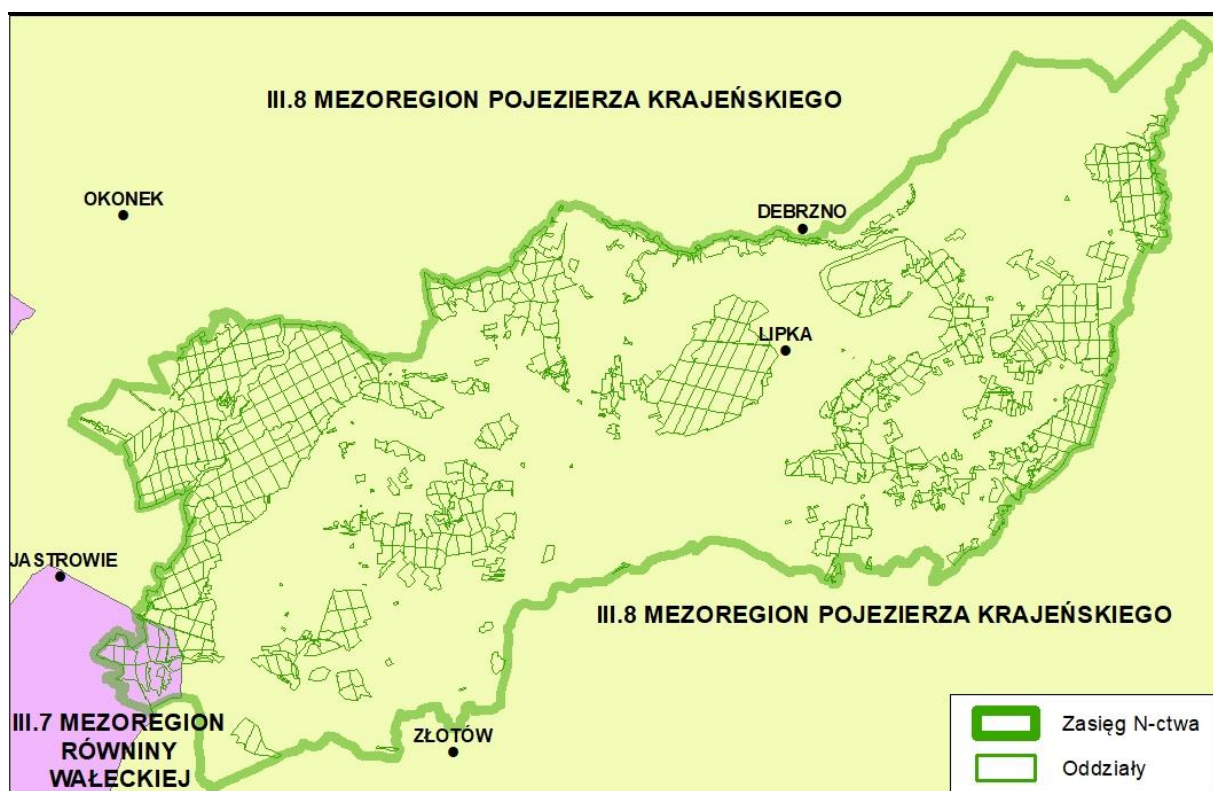 III.8 MEZOREGION POJEZIERZA KRAJEŃSKIEGO
OKONEK
DEBRZNO
LIPKA
JASTROWIE
III.8 MEZOREGION POJEZIERZA KRAJEŃSKIEGO
III.7 MEZOREGION
RÓWNINY
WAŁECKIEJ
ZŁOTÓW
Zasięg N-ctwa
Oddziały